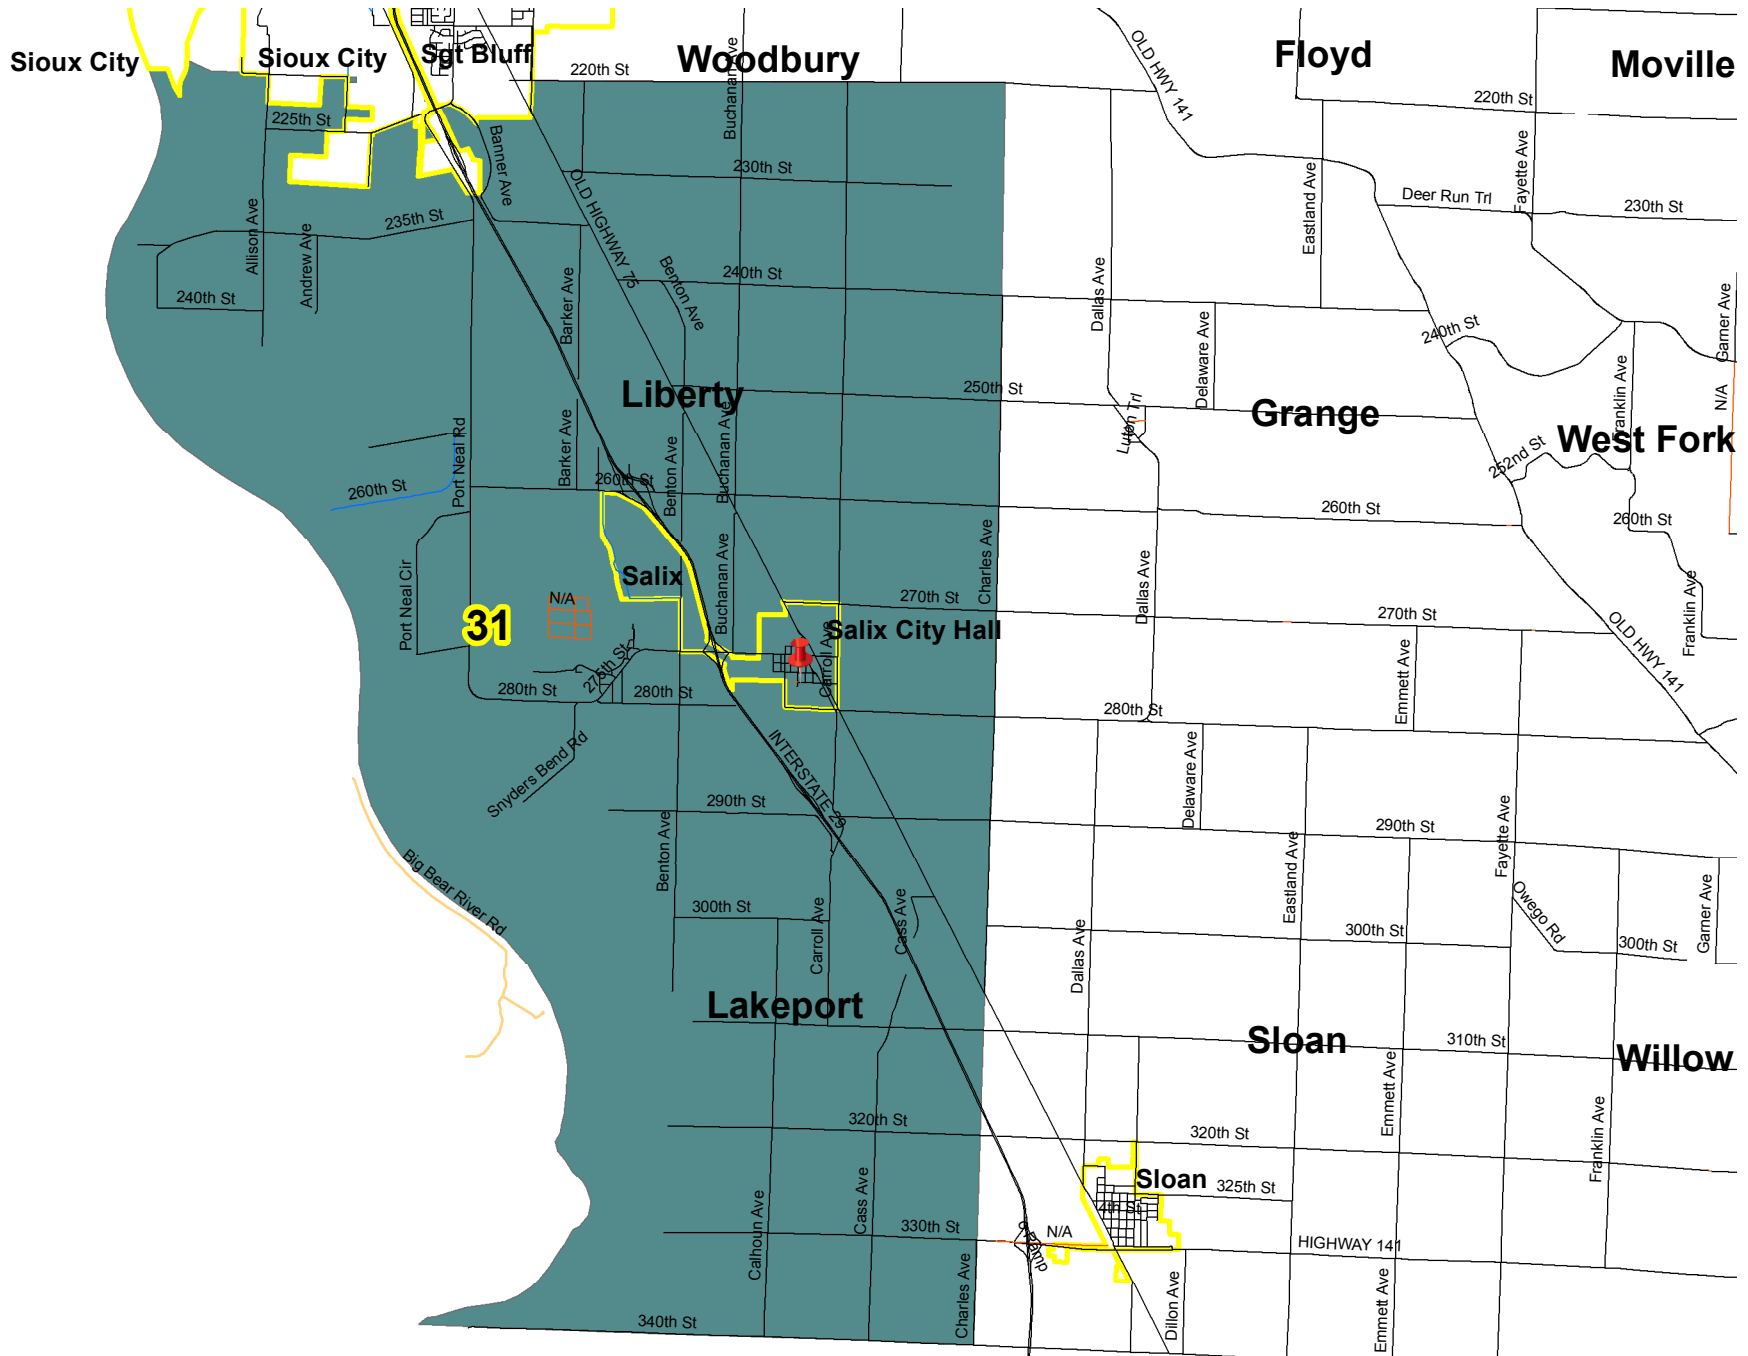 Sioux City
Sioux City
Sgt Bluff
Woodbury
Floyd
Moville
220th St
Buchanan Ave
OLD HWY 141
220th St
225th St
Banner Ave
230th St
OLD HIGHWAY 75
Eastland Ave
Fayette Ave
Deer Run Trl
230th St
235th St
Allison Ave
Andrew Ave
240th St
Barker Ave
Benton Ave
240th St
Dallas Ave
Delaware Ave
240th St
Garner Ave
N/A
Liberty
250th St
Luton Trl
Grange
Franklin Ave
West Fork
252nd St
Port Neal Rd
Barker Ave
Benton Ave
Buchanan Ave
260th St
260th St
260th St
260th St
Charles Ave
Salix
Port Neal Cir
N/A
31
Buchanan Ave
270th St
Dallas Ave
270th St
Franklin Ave
Salix City Hall
Carroll Ave
OLD HWY 141
Emmett Ave
275th St
280th St
280th St
280th St
Snyders Bend Rd
INTERSTATE 29
Delaware Ave
290th St
290th St
Benton Ave
Eastland Ave
Fayette Ave
Big Bear River Rd
300th St
Carroll Ave
Cass Ave
Dallas Ave
300th St
Owego Rd
300th St
Garner Ave
Lakeport
Sloan
310th St
Willow
Emmett Ave
320th St
320th St
Franklin Ave
Sloan
325th St
4th St
Calhoun Ave
Cass Ave
330th St
N/A
Ramp
HIGHWAY 141
Charles Ave
Dillon Ave
Emmett Ave
340th St